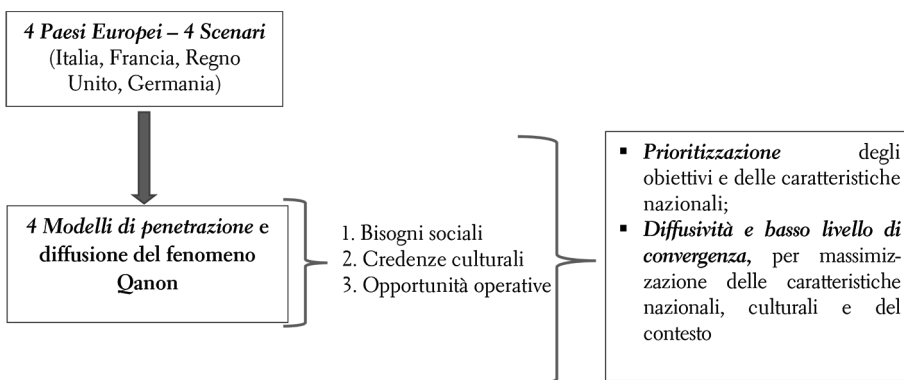 4 Paesi Europei – 4 Scenari
(Italia, Francia, Regno
Unito, Germania)
4 Modelli di penetrazione e
diffusione del fenomeno
Qanon
1. Bisogni sociali
2. Credenze culturali
3. Opportunità operative
▪ Prioritizzazione degli
obiettivi e delle caratteristiche
nazionali;
▪ Diffusività e basso livello di
convergenza, per massimiz-
zazione delle caratteristiche
nazionali, culturali e del
contesto